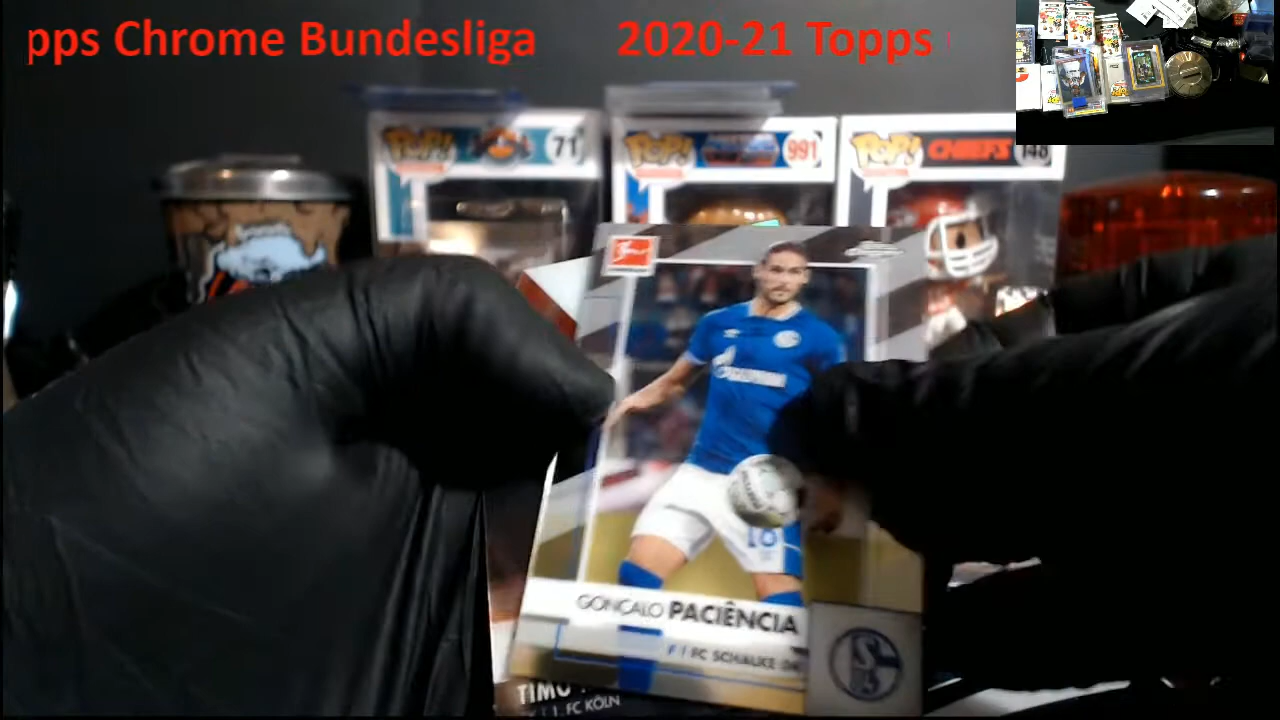 pps Chrome Bundesliga 2020-21 Topps
POP! 71
POP! 991
POP! CHIEFS 148
18
GONÇALO PACIÊNCIA
F | FC SCHALKE 04
TIMO
1. FC KÖLN